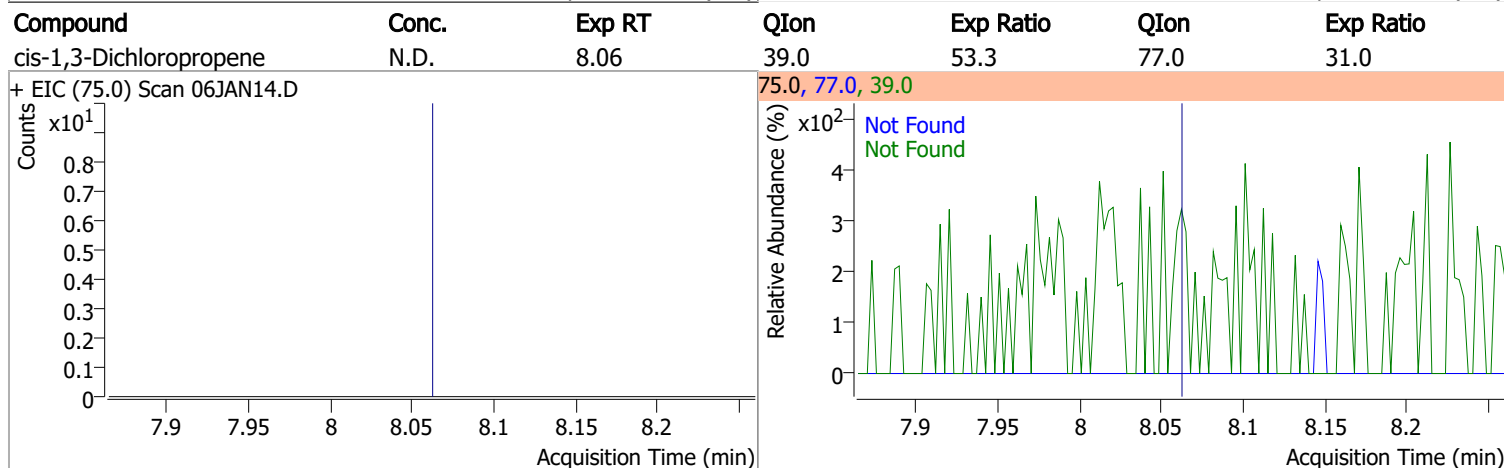 Compound Conc. Exp RT QIon Exp Ratio QIon Exp Ratio
cis-1,3-Dichloropropene N.D. 8.06 39.0 53.3 77.0 31.0
+ EIC (75.0) Scan 06JAN14.D
Counts
x10¹
0.8
0.7
0.6
0.5
0.4
0.3
0.2
0.1
0
7.9 7.95 8 8.05 8.1 8.15 8.2
Acquisition Time (min)
75.0, 77.0, 39.0
Relative Abundance (%)
x10²
Not Found
Not Found
4
3
2
1
0
7.9 7.95 8 8.05 8.1 8.15 8.2
Acquisition Time (min)